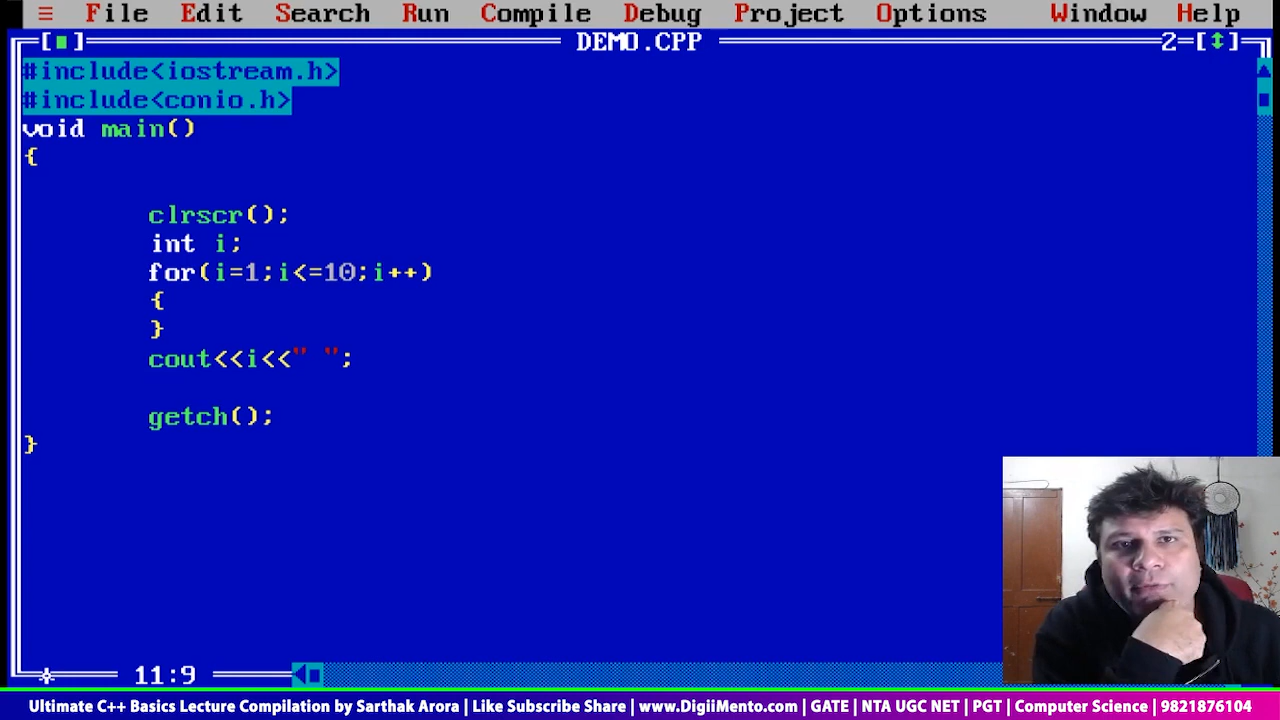 ≡ File Edit Search Run Compile Debug Project Options Window Help
[■] DEMO.CPP 2=[↕]
#include<iostream.h>
#include<conio.h>
void main()
{
clrscr();
int i;
for(i=1;i<=10;i++)
{
}
cout<<i<<" ";
getch();
}
11:9
Ultimate C++ Basics Lecture Compilation by Sarthak Arora | Like Subscribe Share | www.DigiiMento.com | GATE | NTA UGC NET | PGT | Computer Science | 9821876104